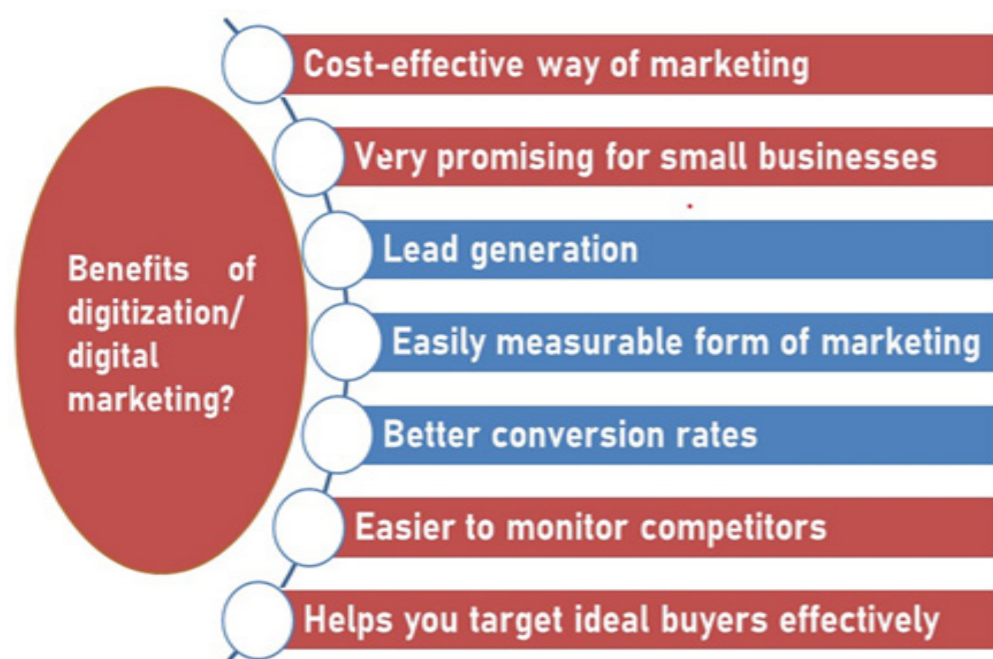 Benefits of
digitization/
digital
marketing?
Cost-effective way of marketing
Very promising for small businesses
Lead generation
Easily measurable form of marketing
Better conversion rates
Easier to monitor competitors
Helps you target ideal buyers effectively